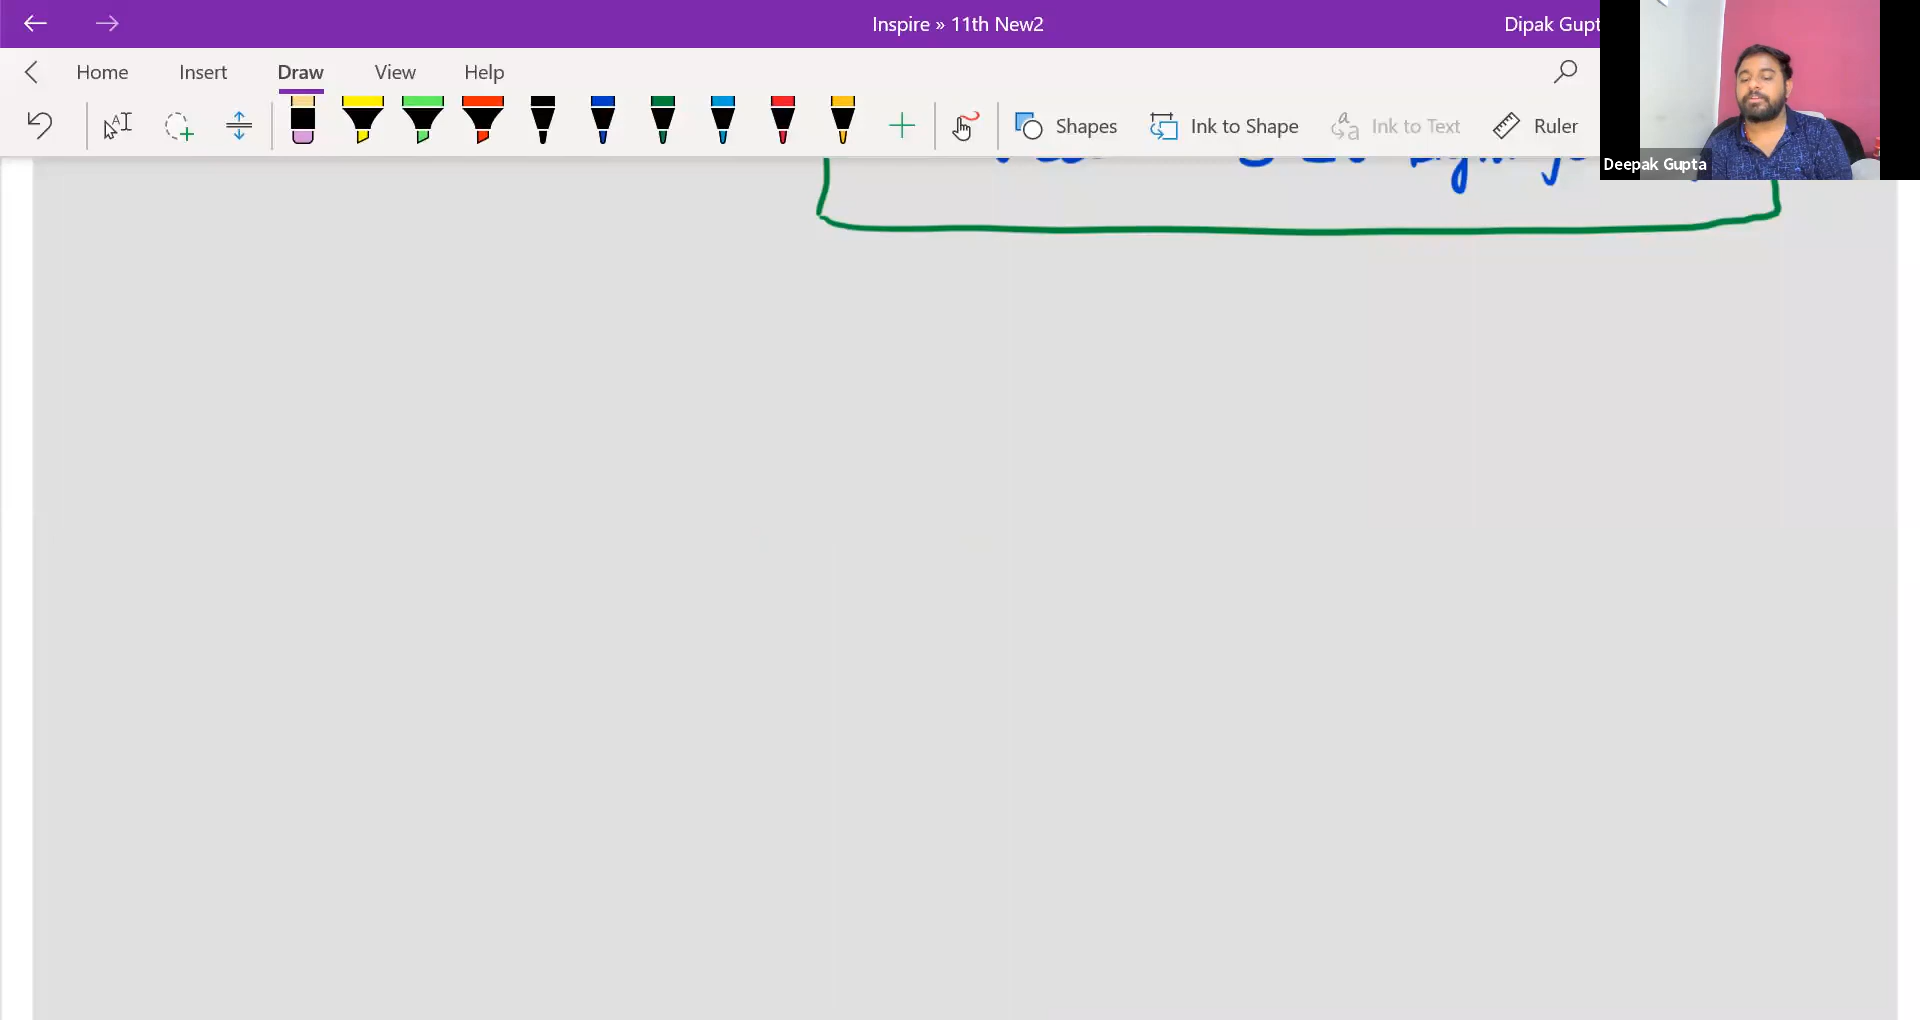 Inspire » 11th New2
Dipak Gupt
Home Insert Draw View Help
Shapes Ink to Shape Ink to Text Ruler
Deepak Gupta